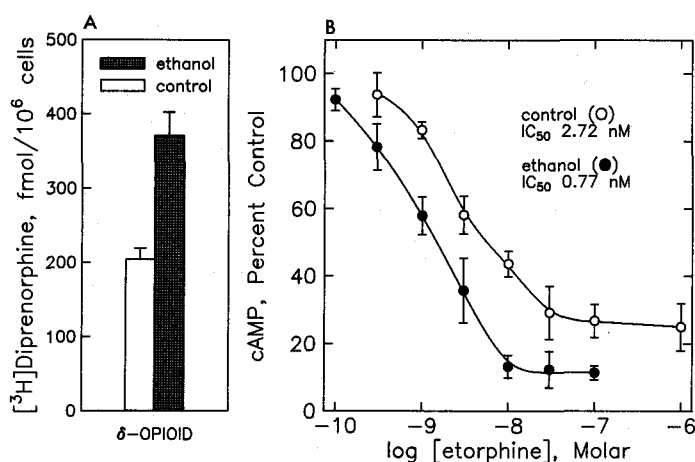 A
[³H]Diprenorphine, fmol/10⁶ cells
500
400
300
200
100
0
ethanol
control
δ-OPIOID
B
cAMP, Percent Control
100
80
60
40
20
0
control (○)
IC₅₀ 2.72 nM
ethanol (●)
IC₅₀ 0.77 nM
-10 -9 -8 -7 -6
log [etorphine], Molar